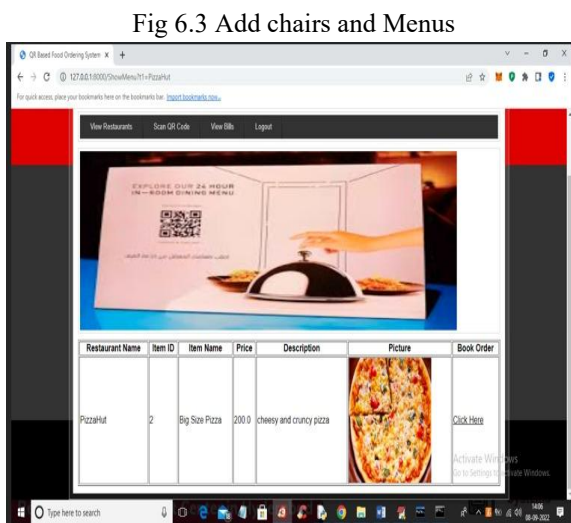 Fig 6.3 Add chairs and Menus
QR Based Food Ordering System
127.0.0.1:8000/ShowMenu?t1=PizzaHut
For quick access, place your bookmarks here on the bookmarks bar. Import bookmarks now...
View Restaurants Scan QR Code View Bills Logout
EXPLORE OUR 24 HOUR
IN-ROOM DINING MENU
Restaurant Name Item ID Item Name Price Description Picture Book Order
PizzaHut 2 Big Size Pizza 200.0 cheesy and cruncy pizza Click Here
Activate Windows
Go to Settings to activate Windows.
Type here to search
14:06
08-09-2022